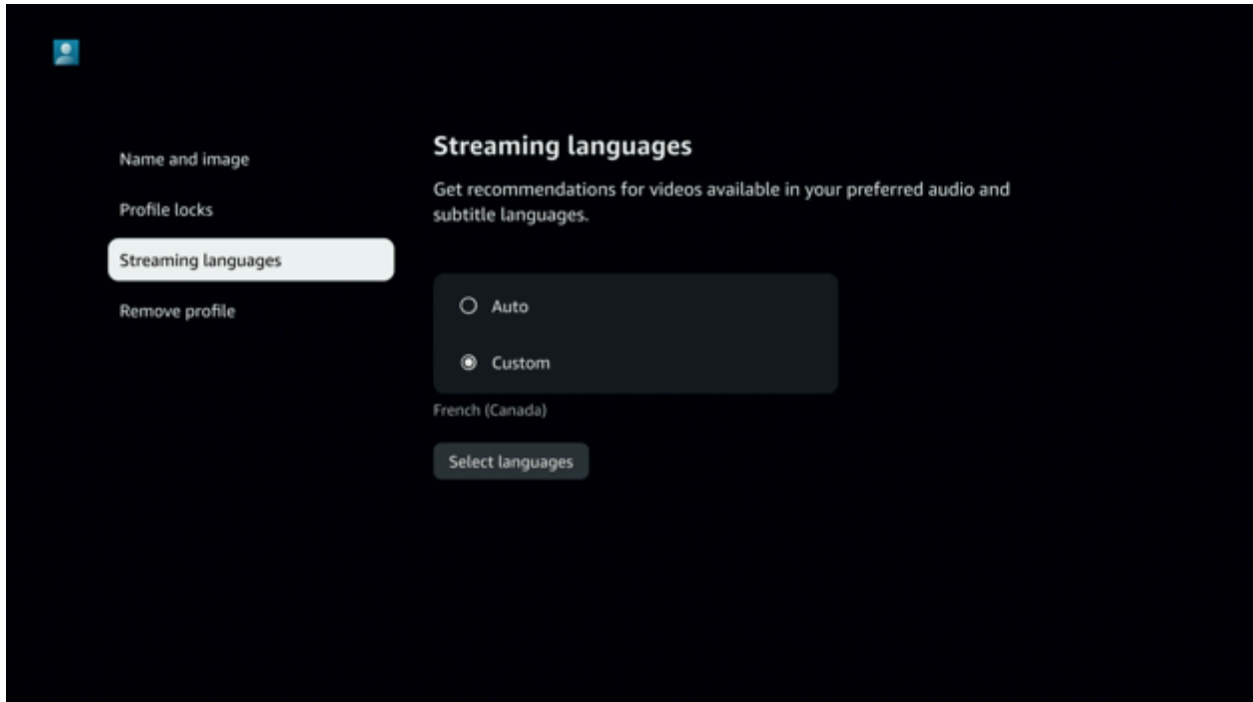 Name and image
Profile locks
Streaming languages
Remove profile
Streaming languages
Get recommendations for videos available in your preferred audio and
subtitle languages.
Auto
Custom
French (Canada)
Select languages